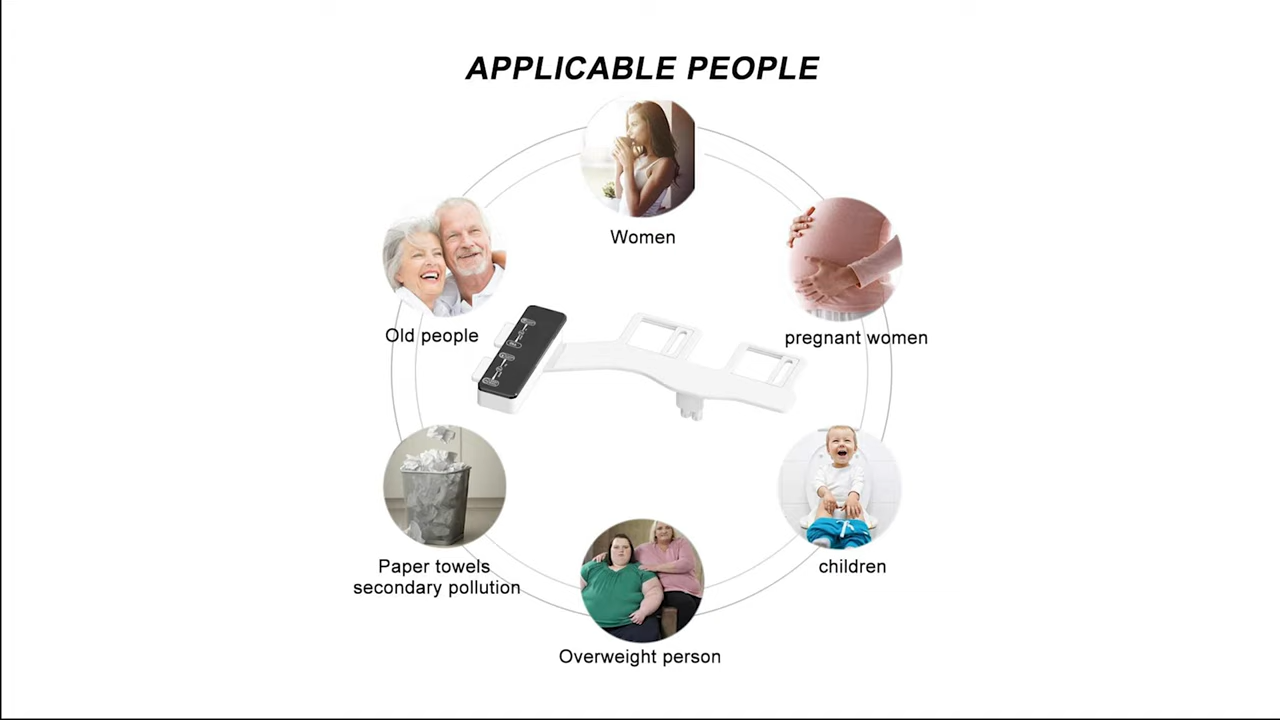 APPLICABLE PEOPLE
Women
Old people
pregnant women
Paper towels
secondary pollution
children
Overweight person